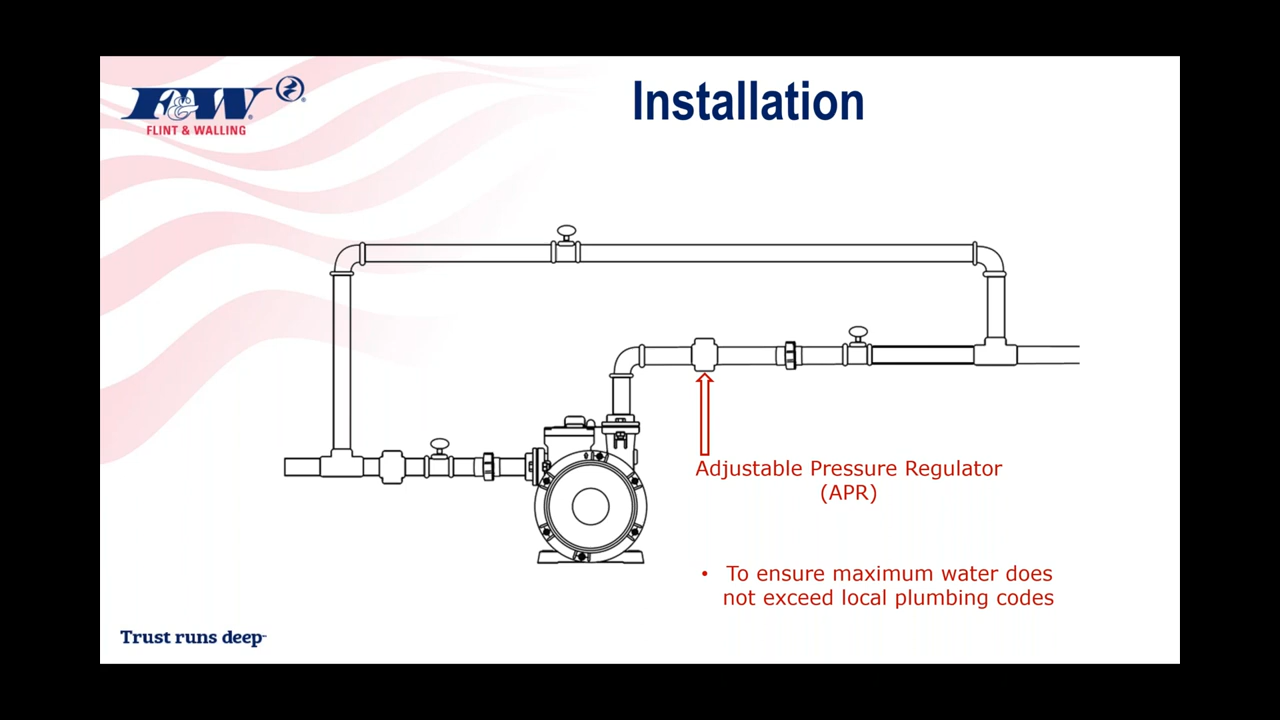 F&W
FLINT & WALLING
Installation
Adjustable Pressure Regulator
(APR)
• To ensure maximum water does
not exceed local plumbing codes
Trust runs deep™